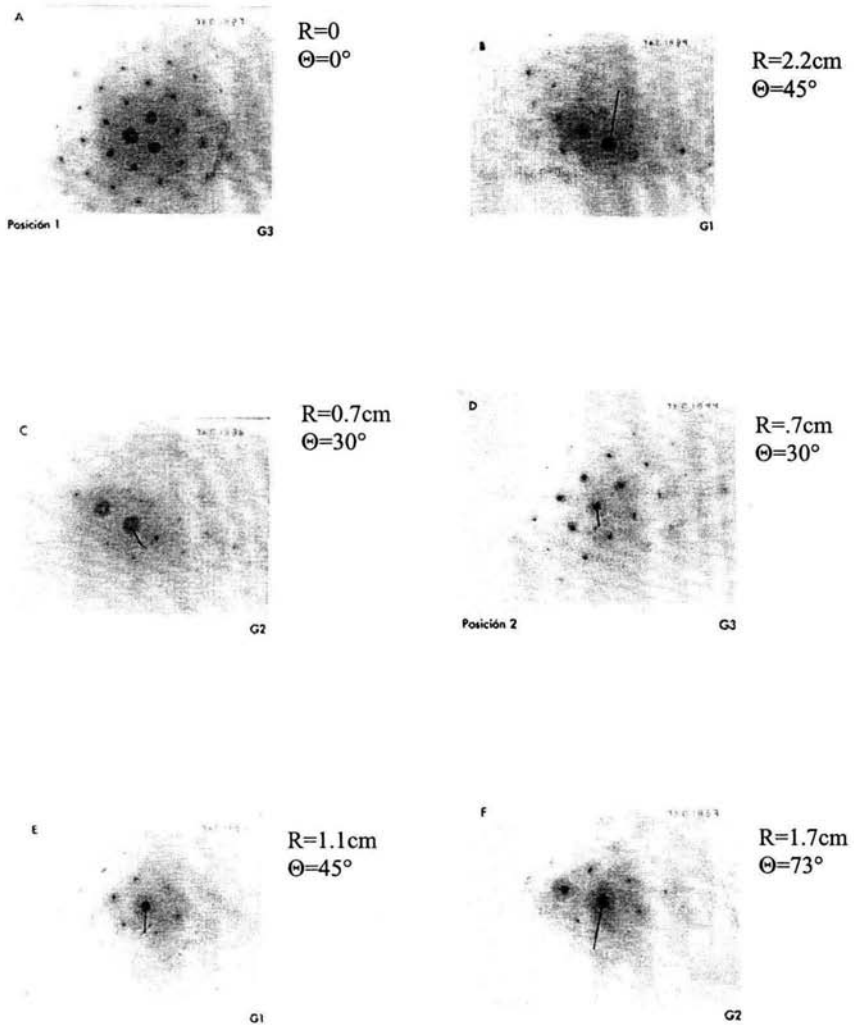 A
R=0
Θ=0°
Posición 1
G3
B
R=2.2cm
Θ=45°
G1
C
R=0.7cm
Θ=30°
G2
D
R=.7cm
Θ=30°
Posición 2
G3
E
R=1.1cm
Θ=45°
G1
F
R=1.7cm
Θ=73°
G2